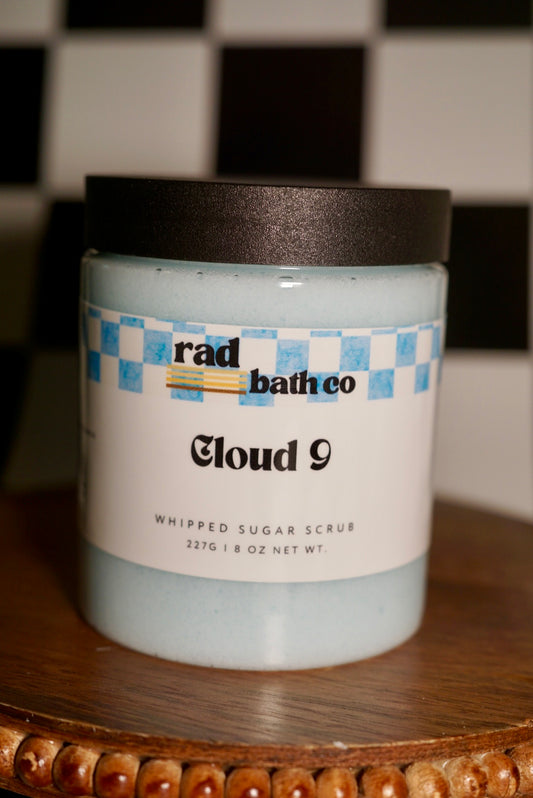 rad
bath co
Cloud 9
WHIPPED SUGAR SCRUB
227G | 8 OZ NET WT.